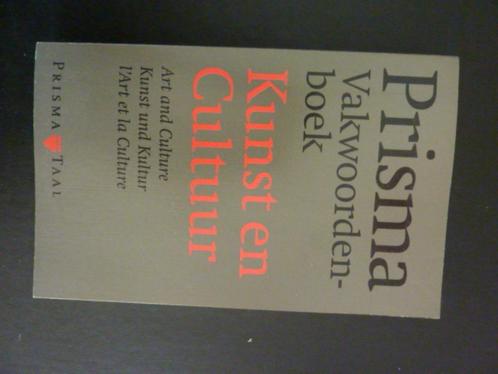 Prisma
Vakwoorden-
boek
Kunst en
Cultuur
Art and Culture
Kunst und Kultur
l'Art et la Culture
PRISMA TAAL